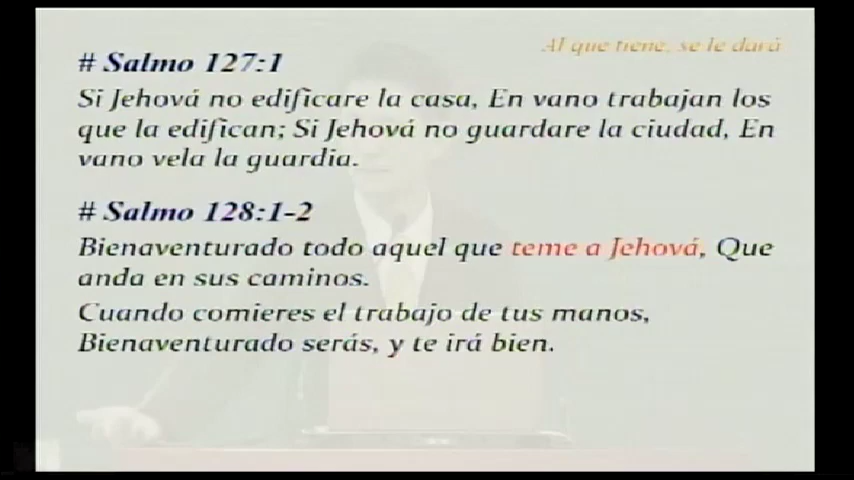 Al que tiene, se le dará
# Salmo 127:1
Si Jehová no edificare la casa, En vano trabajan los
que la edifican; Si Jehová no guardare la ciudad, En
vano vela la guardia.
# Salmo 128:1-2
Bienaventurado todo aquel que teme a Jehová, Que
anda en sus caminos.
Cuando comieres el trabajo de tus manos,
Bienaventurado serás, y te irá bien.